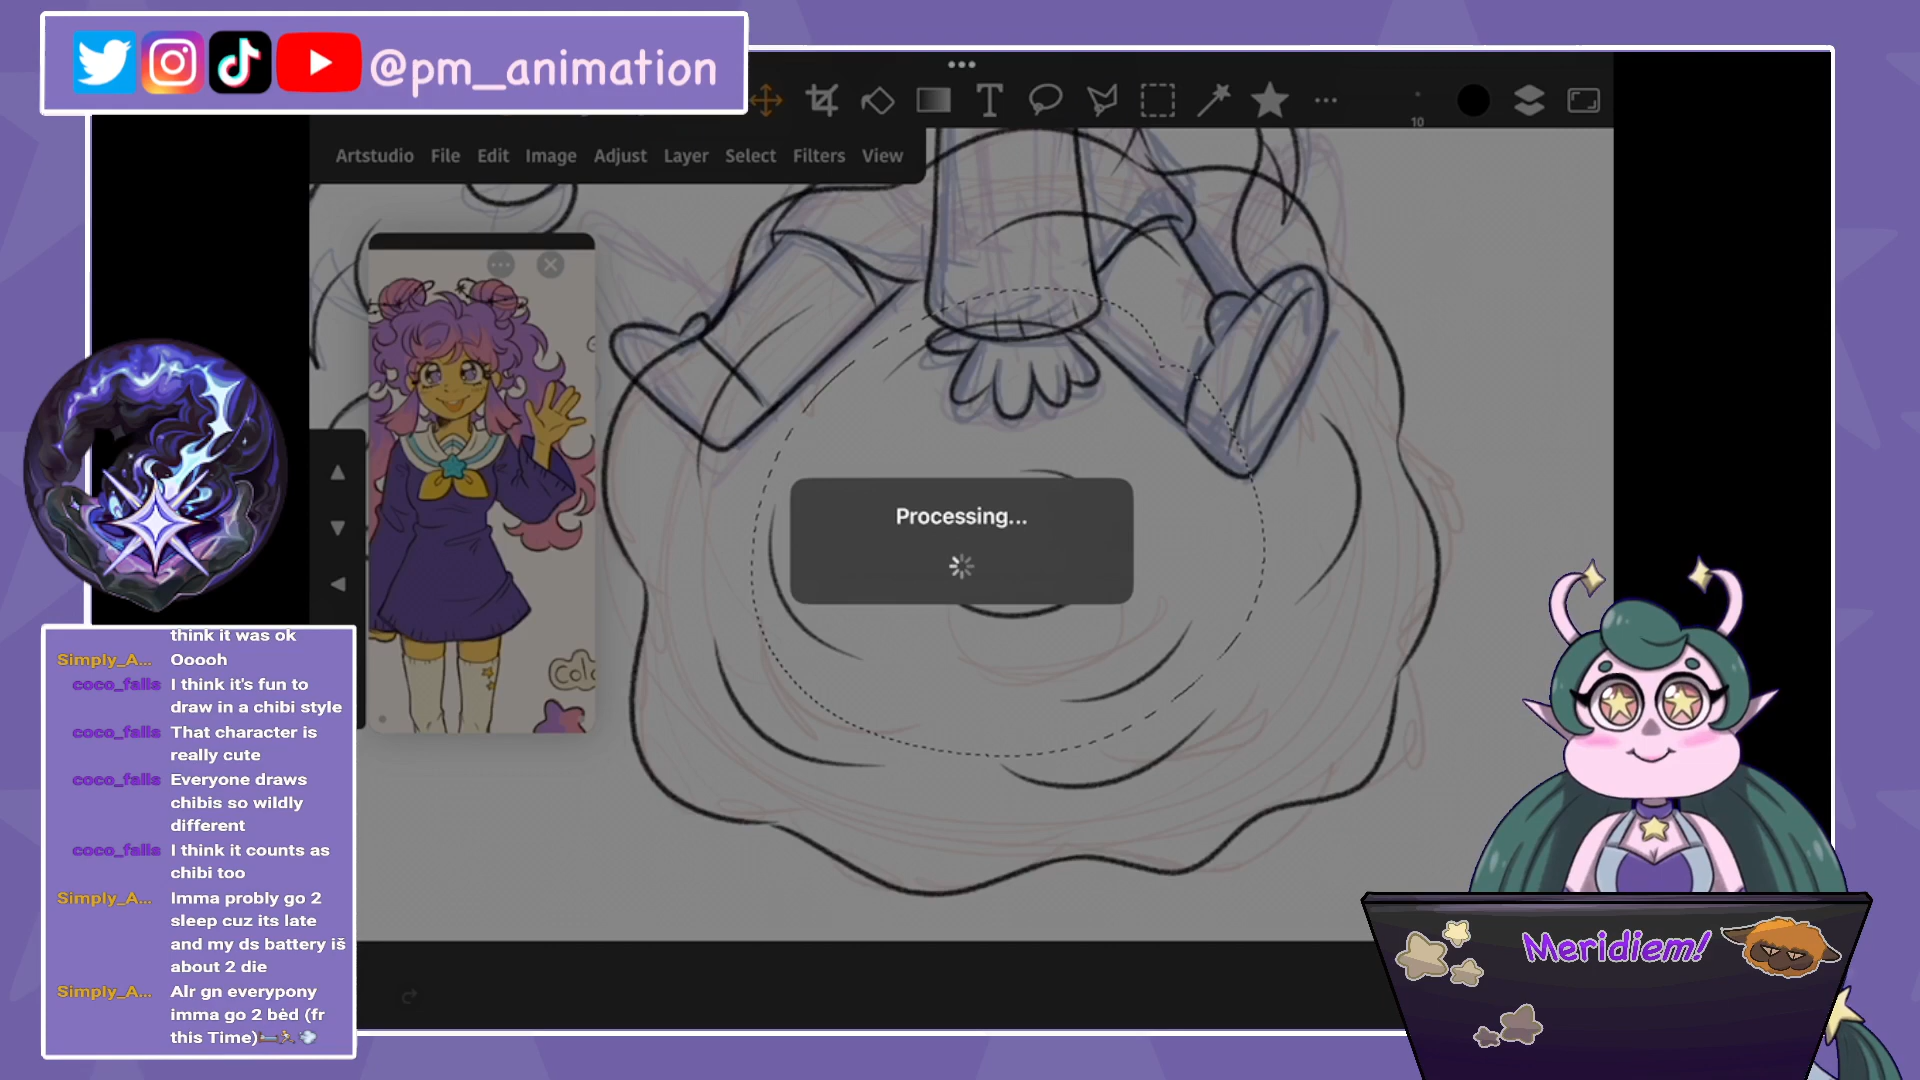 @pm_animation
10
Artstudio File Edit Image Adjust Layer Select Filters View
Processing...
think it was ok
Simply_A... Ooooh
coco_falls I think it's fun to
draw in a chibi style
coco_falls That character is
really cute
coco_falls Everyone draws
chibis so wildly
different
coco_falls I think it counts as
chibi too
Simply_A... Imma probly go 2
sleep cuz its late
and my ds battery iš
about 2 die
Simply_A... Alr gn everypony
imma go 2 bėd (fr
this Time)
Meridiem!